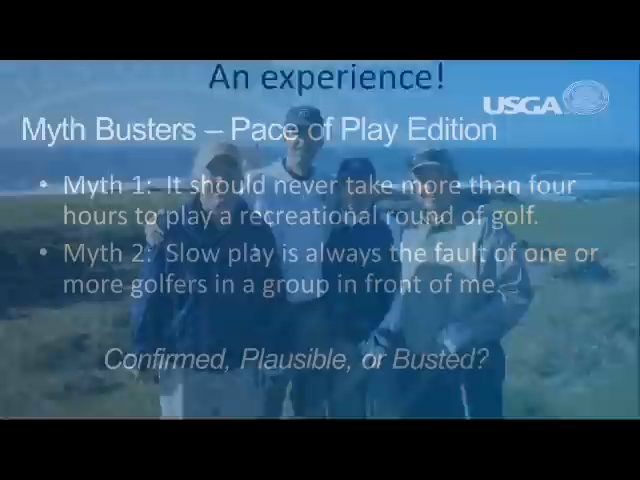 An experience!
USGA
Myth Busters – Pace of Play Edition
• Myth 1: It should never take more than four
hours to play a recreational round of golf.
• Myth 2: Slow play is always the fault of one or
more golfers in a group in front of me.
Confirmed, Plausible, or Busted?